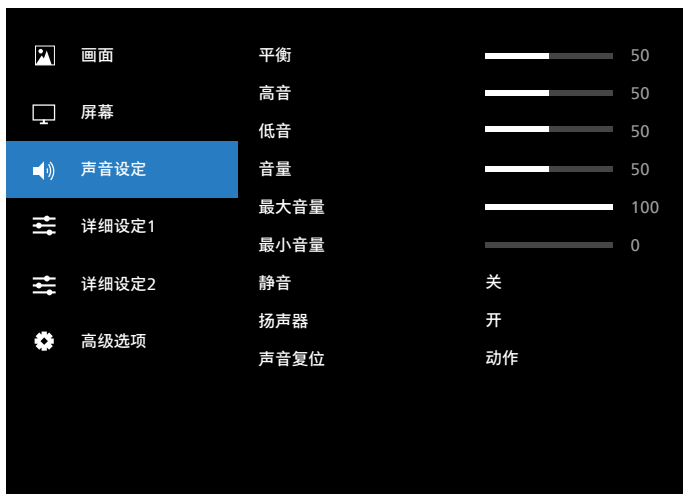 画面
屏幕
声音设定
详细设定1
详细设定2
高级选项
平衡 50
高音 50
低音 50
音量 50
最大音量 100
最小音量 0
静音 关
扬声器 开
声音复位 动作